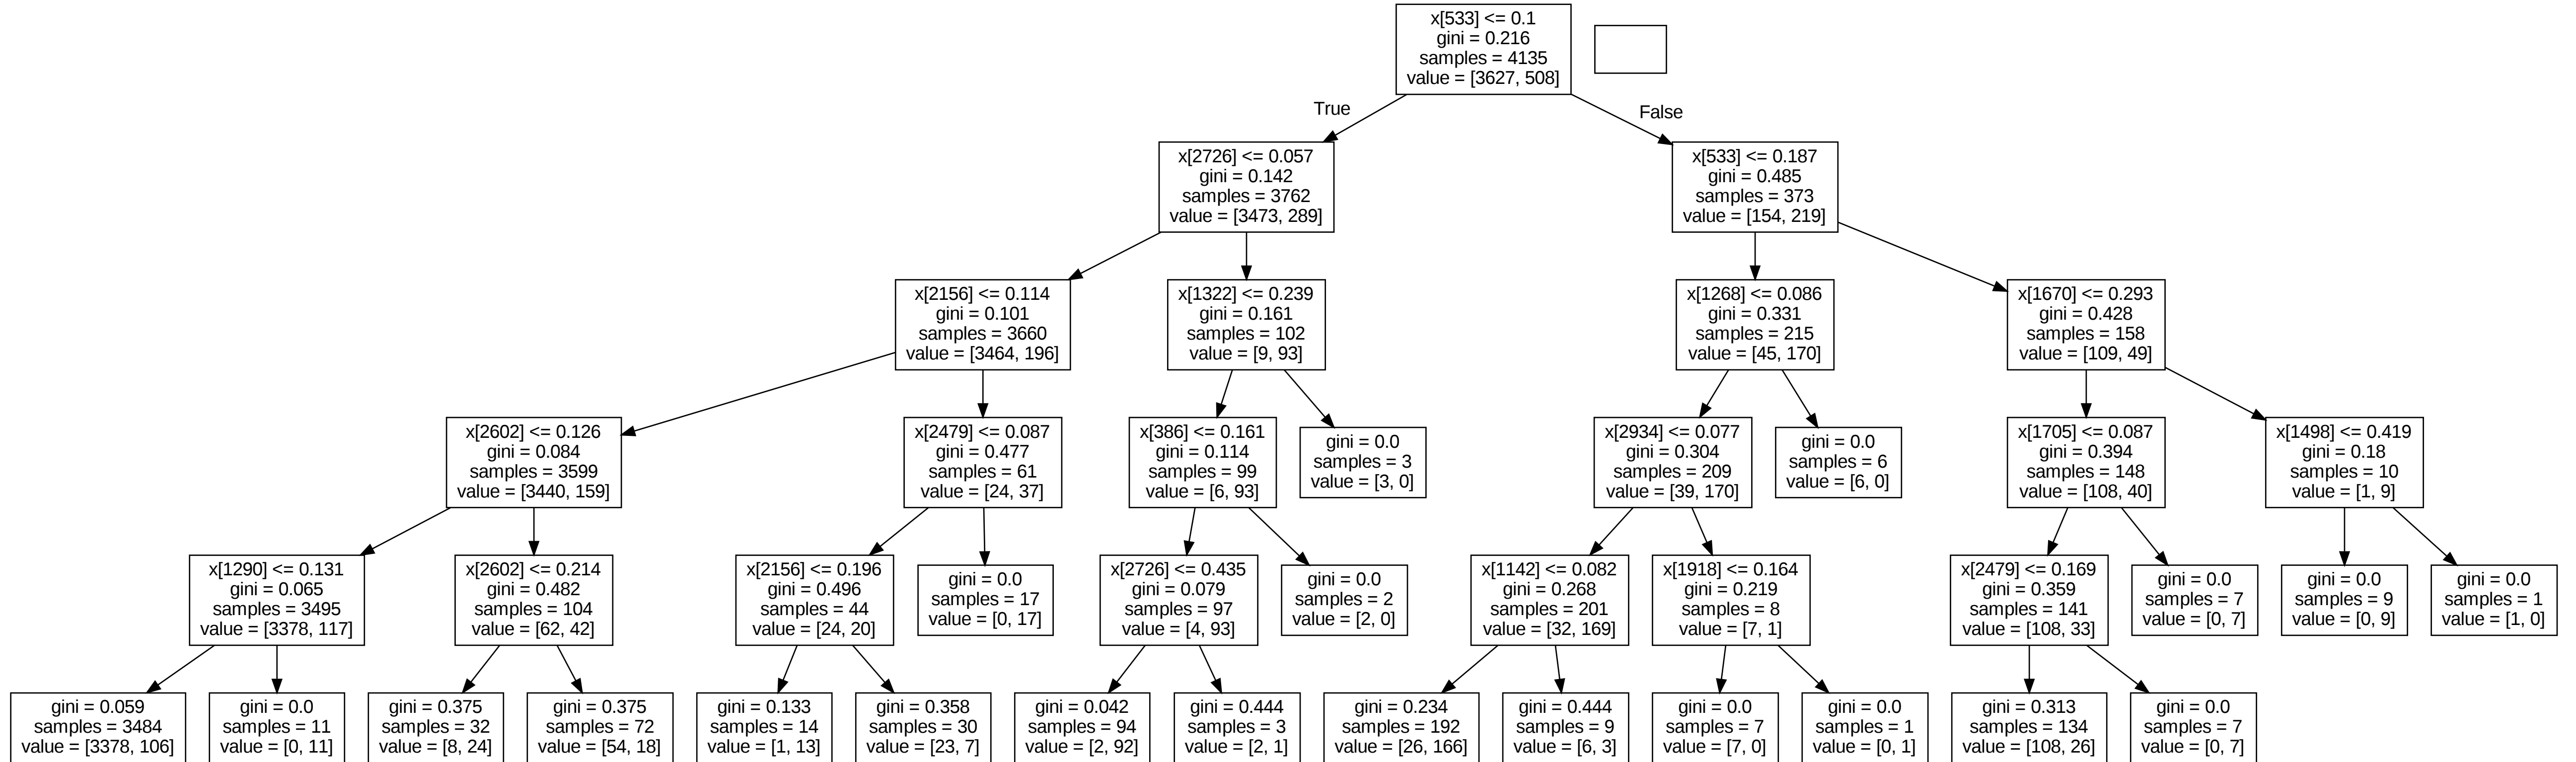 x[533] <= 0.1
gini = 0.216
samples = 4135
value = [3627, 508]
True
False
x[2726] <= 0.057
gini = 0.142
samples = 3762
value = [3473, 289]
x[533] <= 0.187
gini = 0.485
samples = 373
value = [154, 219]
x[2156] <= 0.114
gini = 0.101
samples = 3660
value = [3464, 196]
x[1322] <= 0.239
gini = 0.161
samples = 102
value = [9, 93]
x[1268] <= 0.086
gini = 0.331
samples = 215
value = [45, 170]
x[1670] <= 0.293
gini = 0.428
samples = 158
value = [109, 49]
x[2602] <= 0.126
gini = 0.084
samples = 3599
value = [3440, 159]
x[2479] <= 0.087
gini = 0.477
samples = 61
value = [24, 37]
x[386] <= 0.161
gini = 0.114
samples = 99
value = [6, 93]
gini = 0.0
samples = 3
value = [3, 0]
x[2934] <= 0.077
gini = 0.304
samples = 209
value = [39, 170]
gini = 0.0
samples = 6
value = [6, 0]
x[1705] <= 0.087
gini = 0.394
samples = 148
value = [108, 40]
x[1498] <= 0.419
gini = 0.18
samples = 10
value = [1, 9]
x[1290] <= 0.131
gini = 0.065
samples = 3495
value = [3378, 117]
x[2602] <= 0.214
gini = 0.482
samples = 104
value = [62, 42]
x[2156] <= 0.196
gini = 0.496
samples = 44
value = [24, 20]
gini = 0.0
samples = 17
value = [0, 17]
x[2726] <= 0.435
gini = 0.079
samples = 97
value = [4, 93]
gini = 0.0
samples = 2
value = [2, 0]
x[1142] <= 0.082
gini = 0.268
samples = 201
value = [32, 169]
x[1918] <= 0.164
gini = 0.219
samples = 8
value = [7, 1]
x[2479] <= 0.169
gini = 0.359
samples = 141
value = [108, 33]
gini = 0.0
samples = 7
value = [0, 7]
gini = 0.0
samples = 9
value = [0, 9]
gini = 0.0
samples = 1
value = [1, 0]
gini = 0.059
samples = 3484
value = [3378, 106]
gini = 0.0
samples = 11
value = [0, 11]
gini = 0.375
samples = 32
value = [8, 24]
gini = 0.375
samples = 72
value = [54, 18]
gini = 0.133
samples = 14
value = [1, 13]
gini = 0.358
samples = 30
value = [23, 7]
gini = 0.042
samples = 94
value = [2, 92]
gini = 0.444
samples = 3
value = [2, 1]
gini = 0.234
samples = 192
value = [26, 166]
gini = 0.444
samples = 9
value = [6, 3]
gini = 0.0
samples = 7
value = [7, 0]
gini = 0.0
samples = 1
value = [0, 1]
gini = 0.313
samples = 134
value = [108, 26]
gini = 0.0
samples = 7
value = [0, 7]